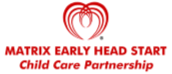 MATRIX EARLY HEAD START
Child Care Partnership